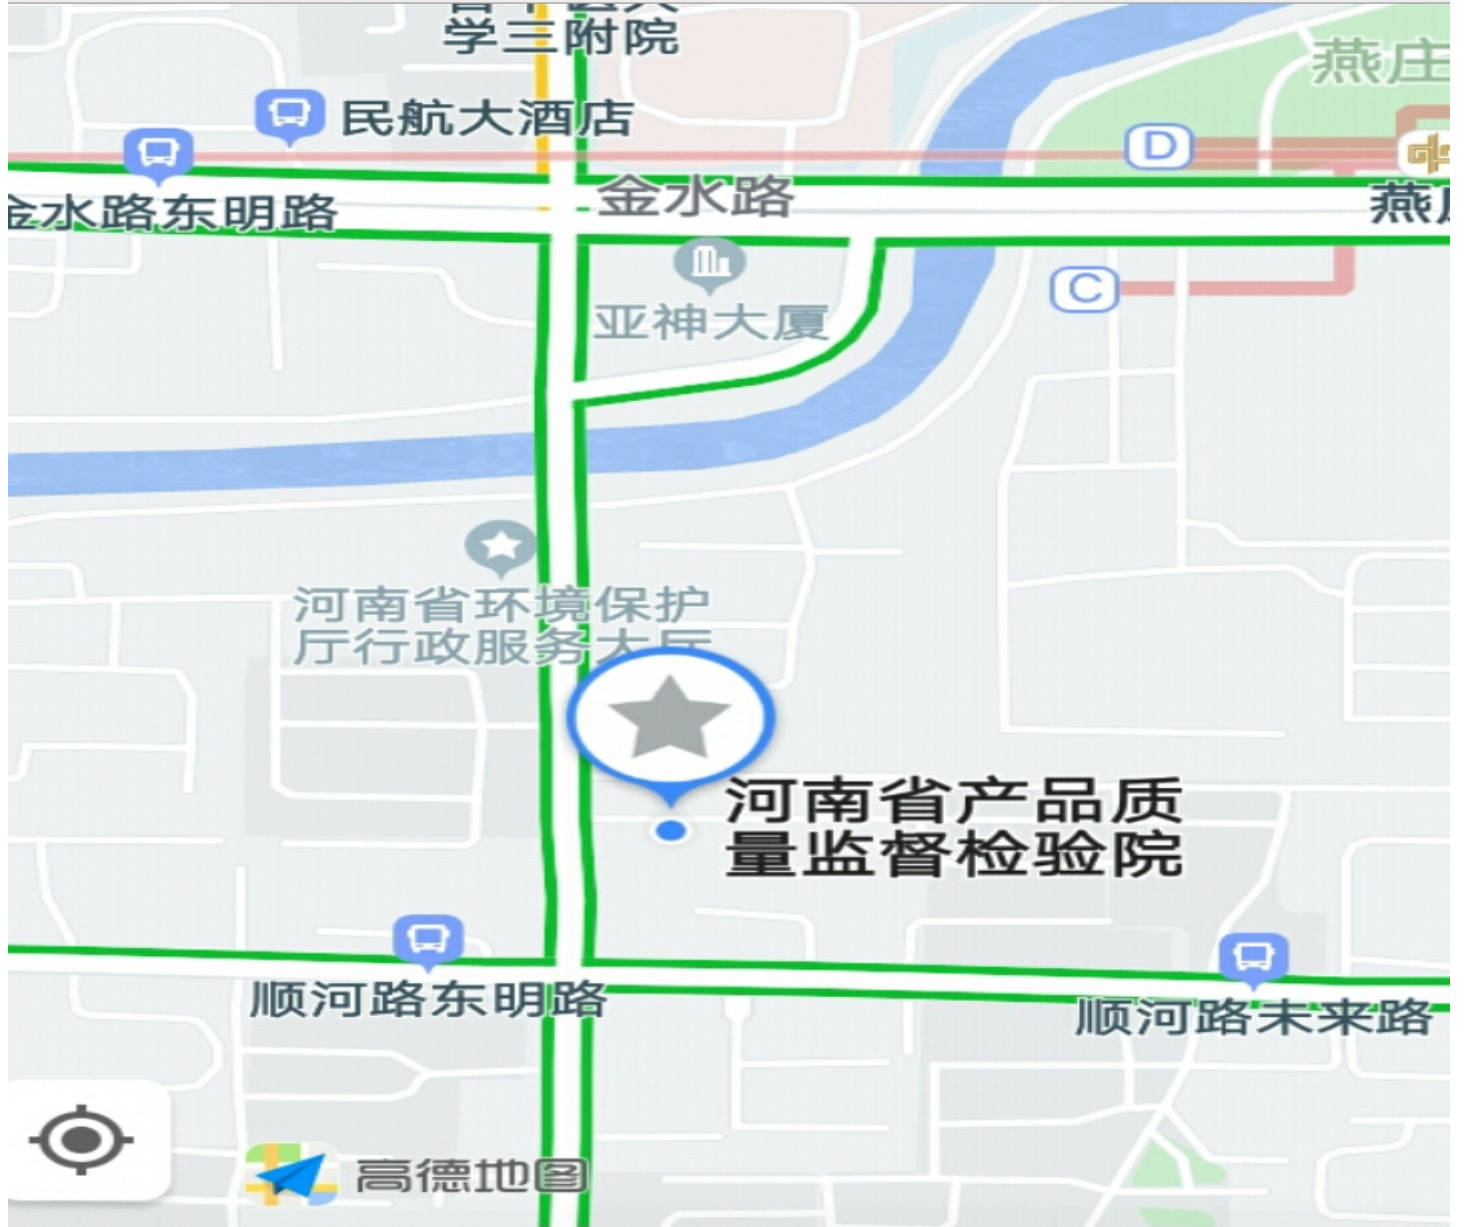 学三附院
民航大酒店
D
金水路
金水路东明路
燕庄
燕
C
亚神大厦
河南省环境保护
厅行政服务大厅
河南省产品质
量监督检验院
顺河路东明路
顺河路未来路
高德地图